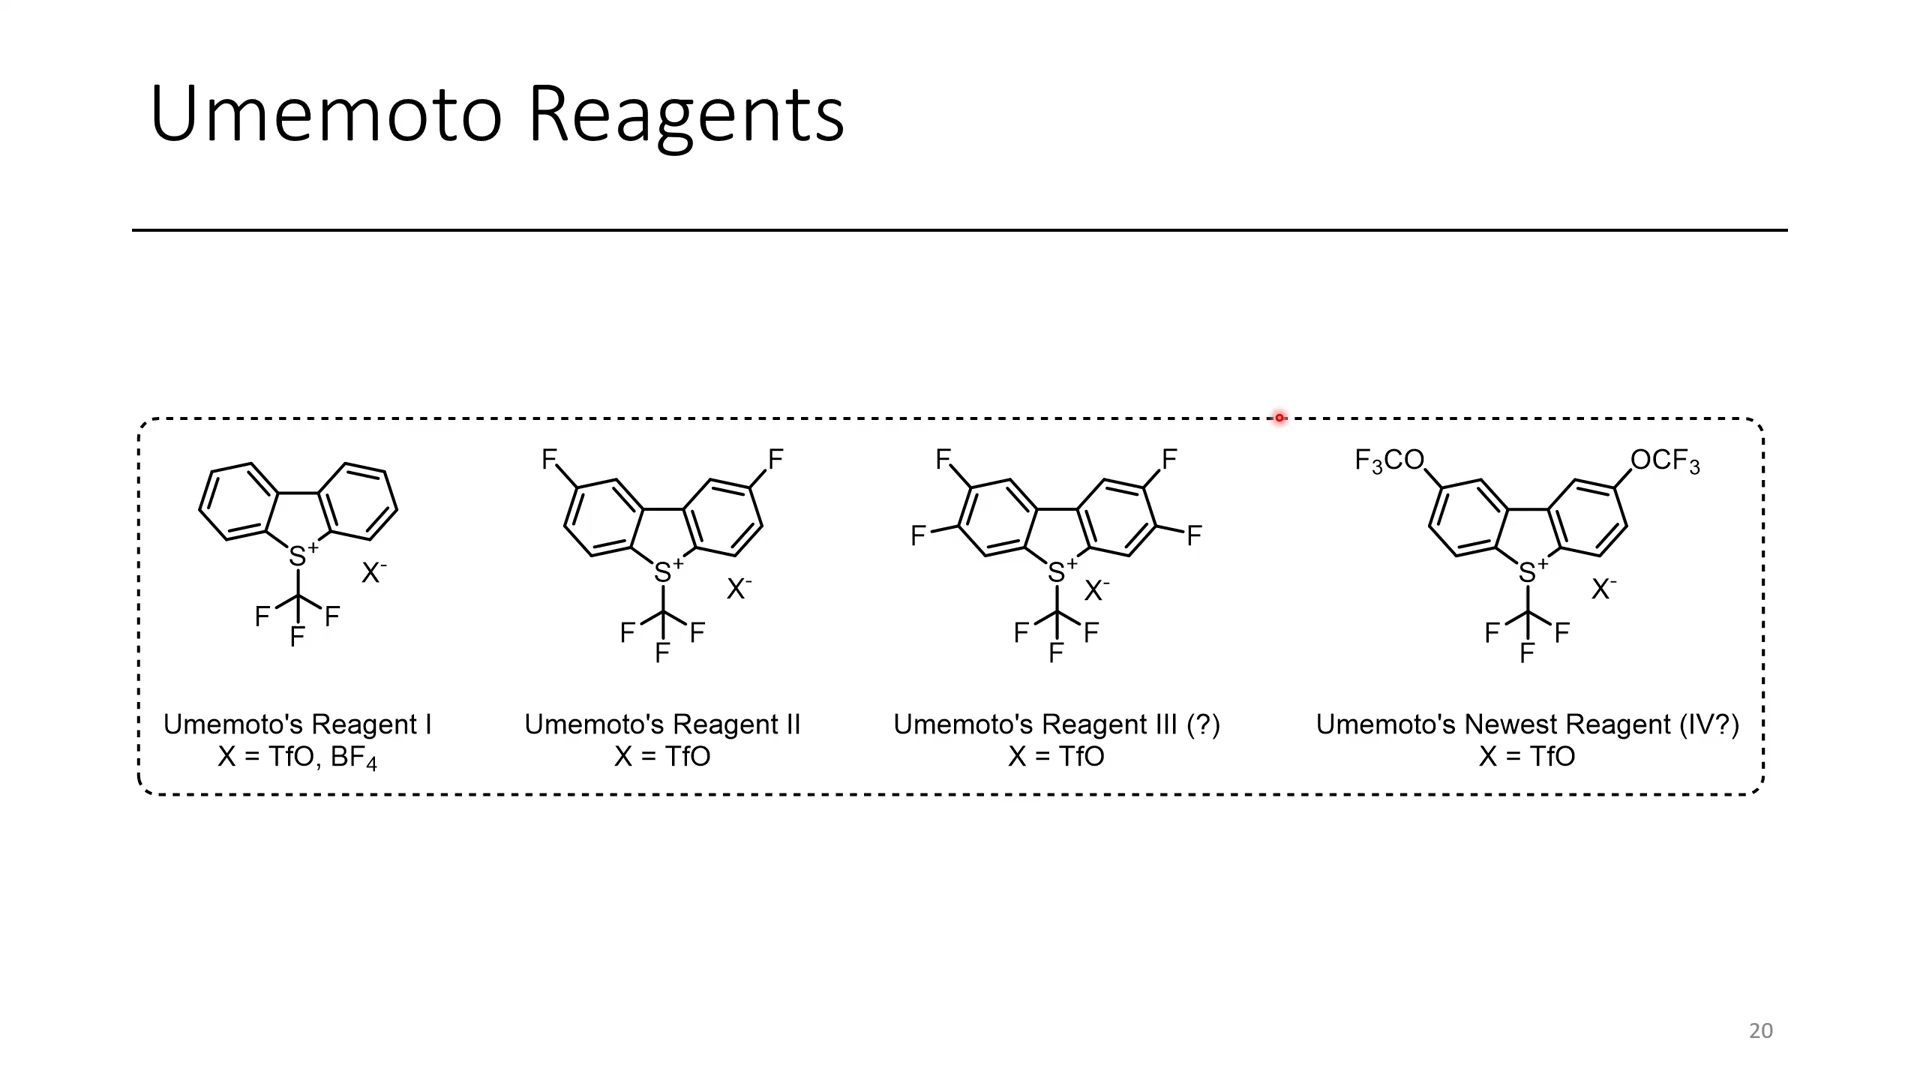 Umemoto Reagents
S+
X-
F
F
F
Umemoto's Reagent I
X = TfO, BF4
F
F
S+
X-
F
F
F
Umemoto's Reagent II
X = TfO
F
F
F
F
S+
X-
F
F
F
Umemoto's Reagent III (?)
X = TfO
F3CO
OCF3
S+
X-
F
F
F
Umemoto's Newest Reagent (IV?)
X = TfO
20